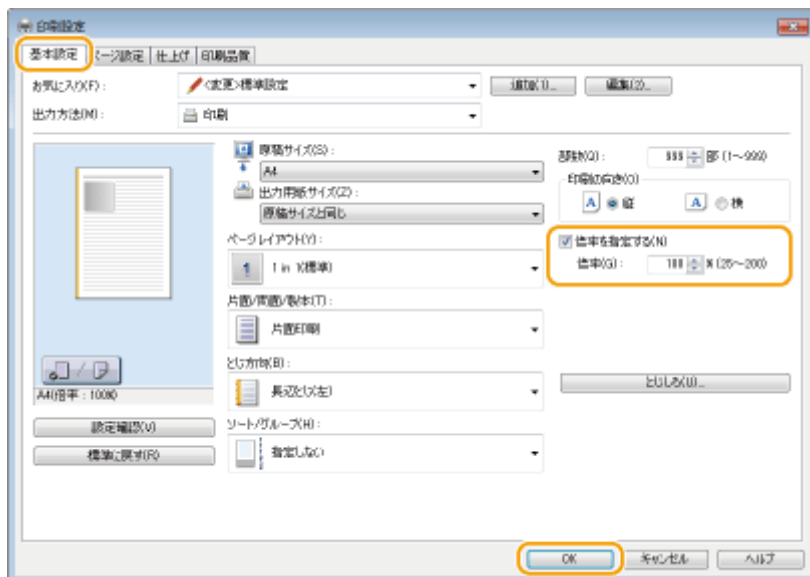 印刷設定
基本設定 ページ設定 仕上げ 印刷品質
お気に入り(F): <変更>標準設定 追加(1)... 編集(2)...
出力方法(M): 印刷
原稿サイズ(S):
A4
出力用紙サイズ(Z):
原稿サイズと同じ
部数(Q): 部 (1～999)
印刷の向き(O)
A 縦 A 横
ページレイアウト(Y):
1 1 in 1(標準)
倍率を指定する(N)
倍率(G): % (25～200)
片面/両面/製本(T):
片面印刷
とじ方向(B):
長辺とじ(左)
とじしろ(U)...
A4(倍率:100%)
設定確認(V)
標準に戻す(R)
ソート/グループ(H):
指定しない
OK キャンセル ヘルプ